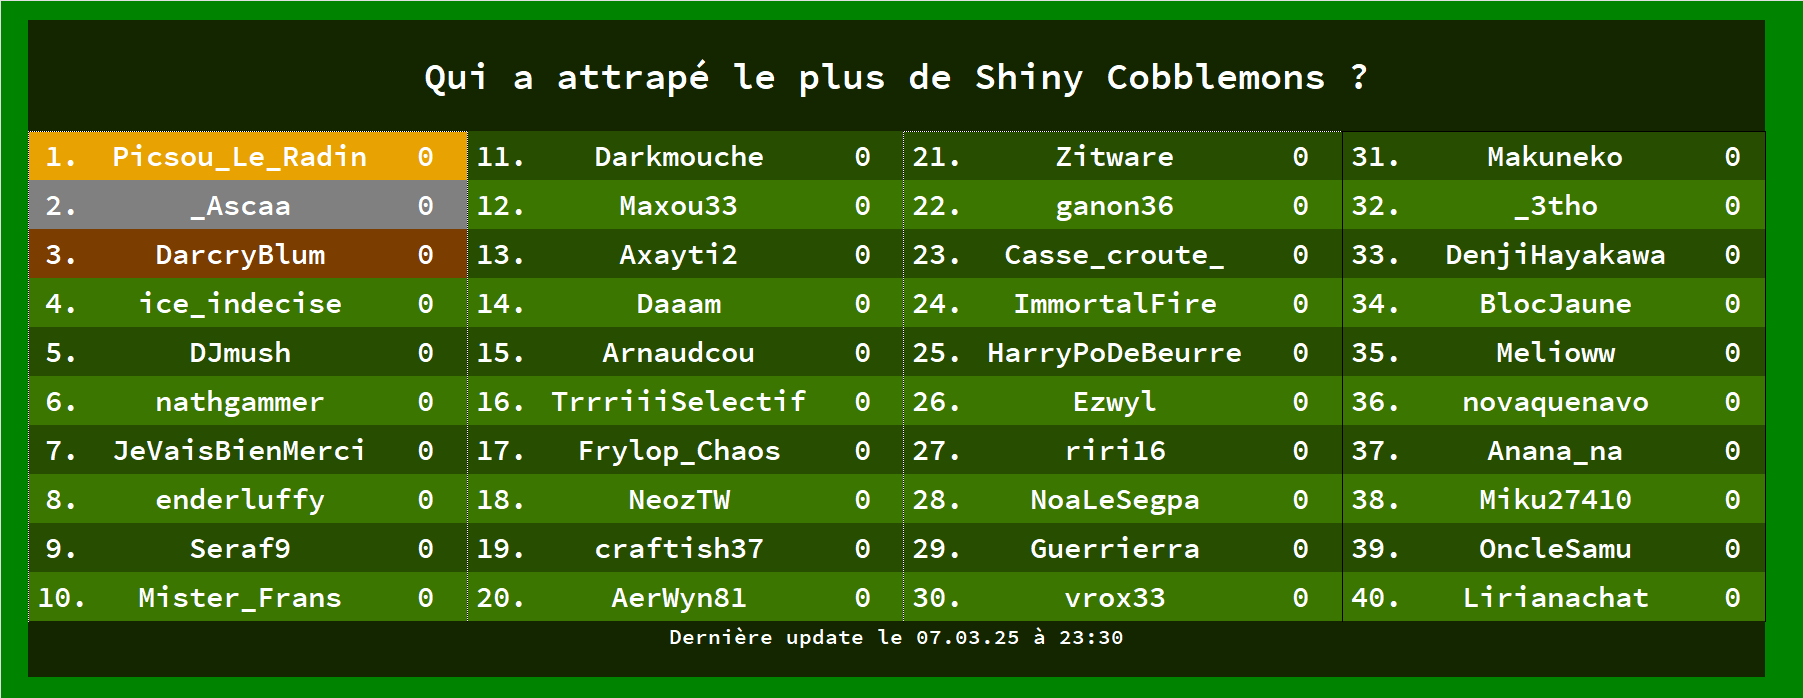 Qui a attrapé le plus de Shiny Cobblemons ?
1. Picsou_Le_Radin 0 11. Darkmouche 0 21. Zitware 0 31. Makuneko 0
2. _Ascaa 0 12. Maxou33 0 22. ganon36 0 32. _3tho 0
3. DarcryBlum 0 13. Axayti2 0 23. Casse_croute_ 0 33. DenjiHayakawa 0
4. ice_indecise 0 14. Daaam 0 24. ImmortalFire 0 34. BlocJaune 0
5. DJmush 0 15. Arnaudcou 0 25. HarryPoDeBeurre 0 35. Melioww 0
6. nathgammer 0 16. TrrriiiSelectif 0 26. Ezwyl 0 36. novaquenavo 0
7. JeVaisBienMerci 0 17. Frylop_Chaos 0 27. riri16 0 37. Anana_na 0
8. enderluffy 0 18. NeozTW 0 28. NoaLeSegpa 0 38. Miku27410 0
9. Seraf9 0 19. craftish37 0 29. Guerrierra 0 39. OncleSamu 0
10. Mister_Frans 0 20. AerWyn81 0 30. vrox33 0 40. Lirianachat 0
Dernière update le 07.03.25 à 23:30